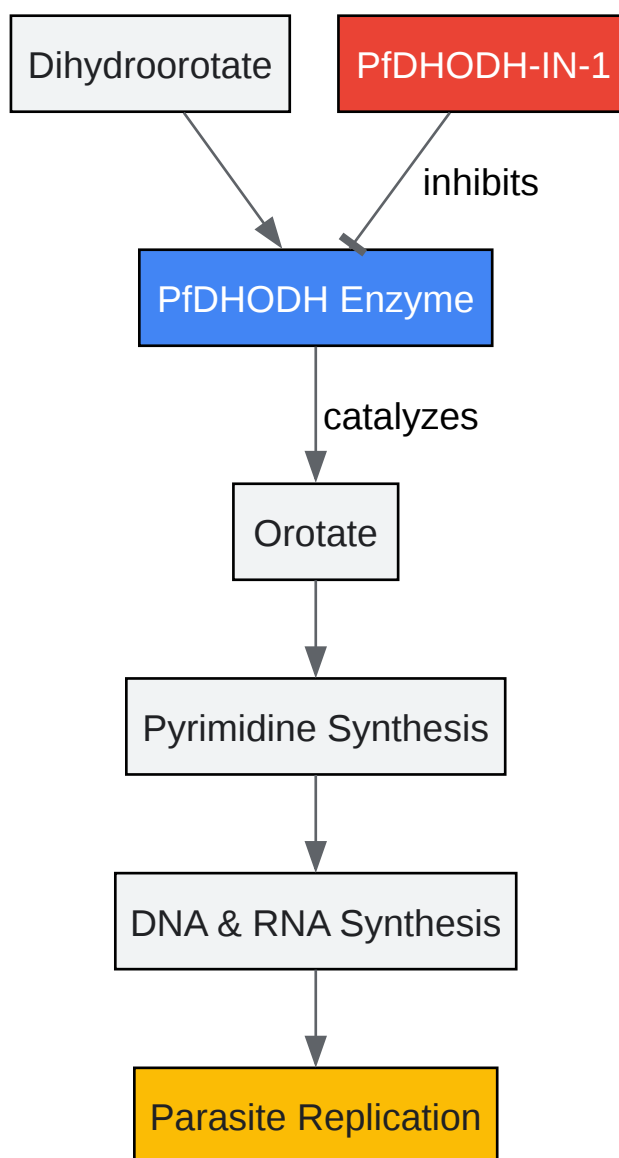 Dihydroorotate
PfDHODH-IN-1
inhibits
PfDHODH Enzyme
catalyzes
Orotate
Pyrimidine Synthesis
DNA & RNA Synthesis
Parasite Replication